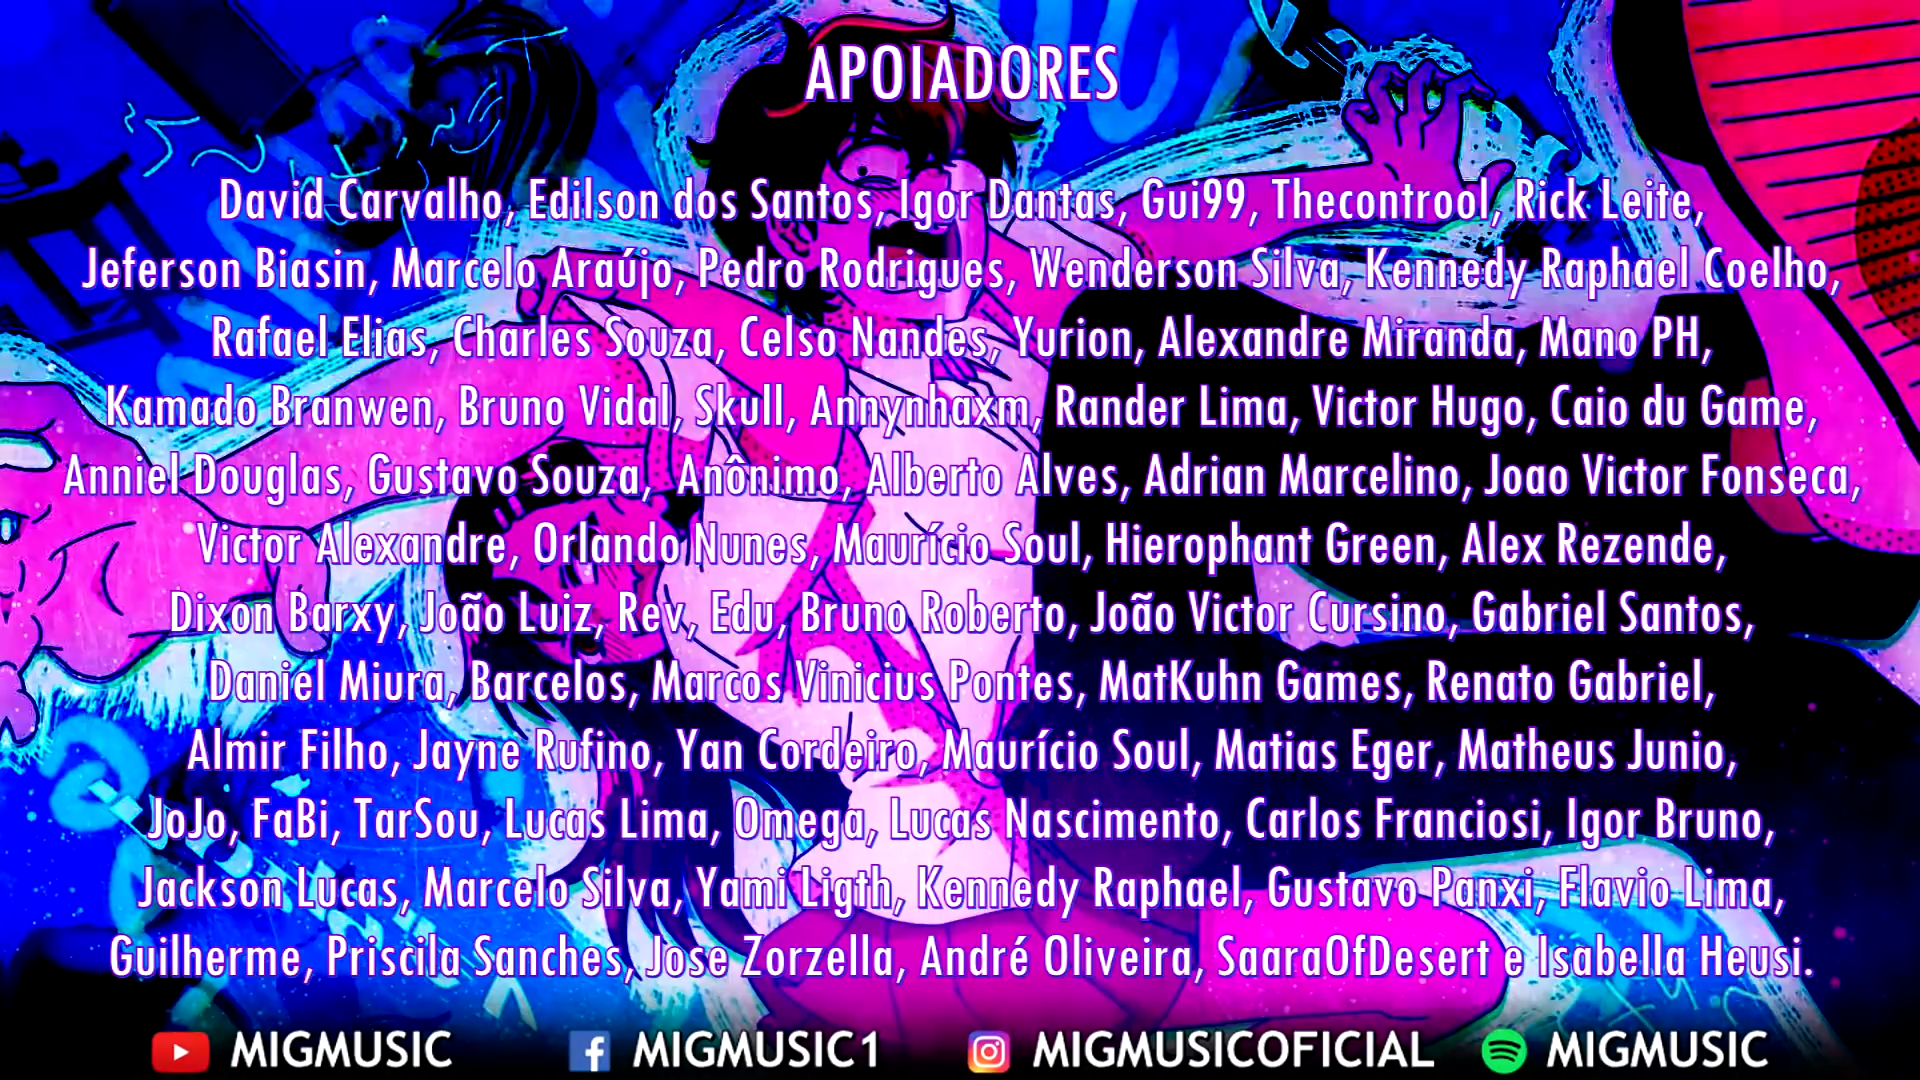 APOIADORES
David Carvalho, Edilson dos Santos, Igor Dantas, Gui99, Thecontrool, Rick Leite,
Jeferson Biasin, Marcelo Araújo, Pedro Rodrigues, Wenderson Silva, Kennedy Raphael Coelho,
Rafael Elias, Charles Souza, Celso Nandes, Yurion, Alexandre Miranda, Mano PH,
Kamado Branwen, Bruno Vidal, Skull, Annynhaxm, Rander Lima, Victor Hugo, Caio du Game,
Anniel Douglas, Gustavo Souza, Anônimo, Alberto Alves, Adrian Marcelino, Joao Victor Fonseca,
Victor Alexandre, Orlando Nunes, Maurício Soul, Hierophant Green, Alex Rezende,
Dixon Barxy, João Luiz, Rev, Edu, Bruno Roberto, João Victor Cursino, Gabriel Santos,
Daniel Miura, Barcelos, Marcos Vinicius Pontes, MatKuhn Games, Renato Gabriel,
Almir Filho, Jayne Rufino, Yan Cordeiro, Maurício Soul, Matias Eger, Matheus Junio,
JoJo, FaBi, TarSou, Lucas Lima, Omega, Lucas Nascimento, Carlos Franciosi, Igor Bruno,
Jackson Lucas, Marcelo Silva, Yami Ligth, Kennedy Raphael, Gustavo Panxi, Flavio Lima,
Guilherme, Priscila Sanches, Jose Zorzella, André Oliveira, SaaraOfDesert e Isabella Heusi.
MIGMUSIC MIGMUSIC1 MIGMUSICOFICIAL MIGMUSIC